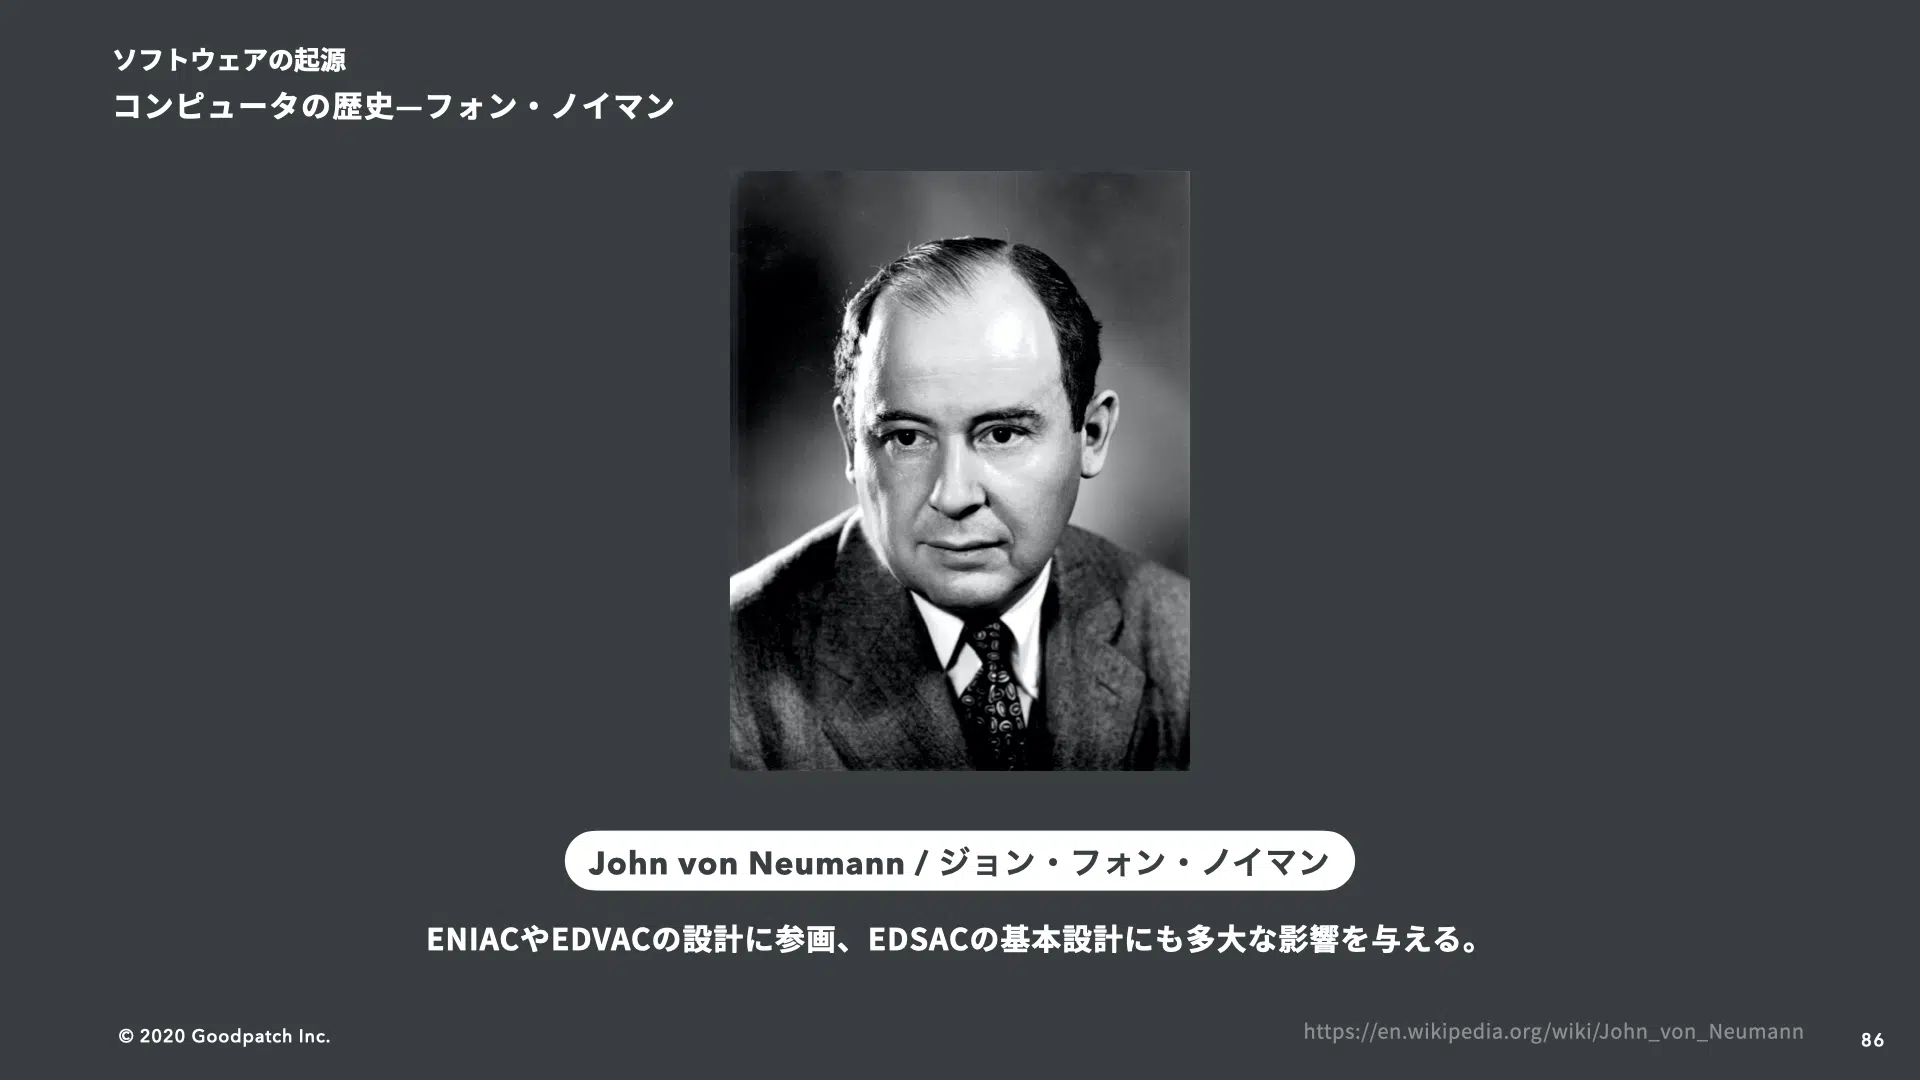 ソフトウェアの起源
コンピュータの歴史—フォン・ノイマン
John von Neumann / ジョン・フォン・ノイマン
ENIACやEDVACの設計に参画、EDSACの基本設計にも多大な影響を与える。
© 2020 Goodpatch Inc.
https://en.wikipedia.org/wiki/John_von_Neumann
86